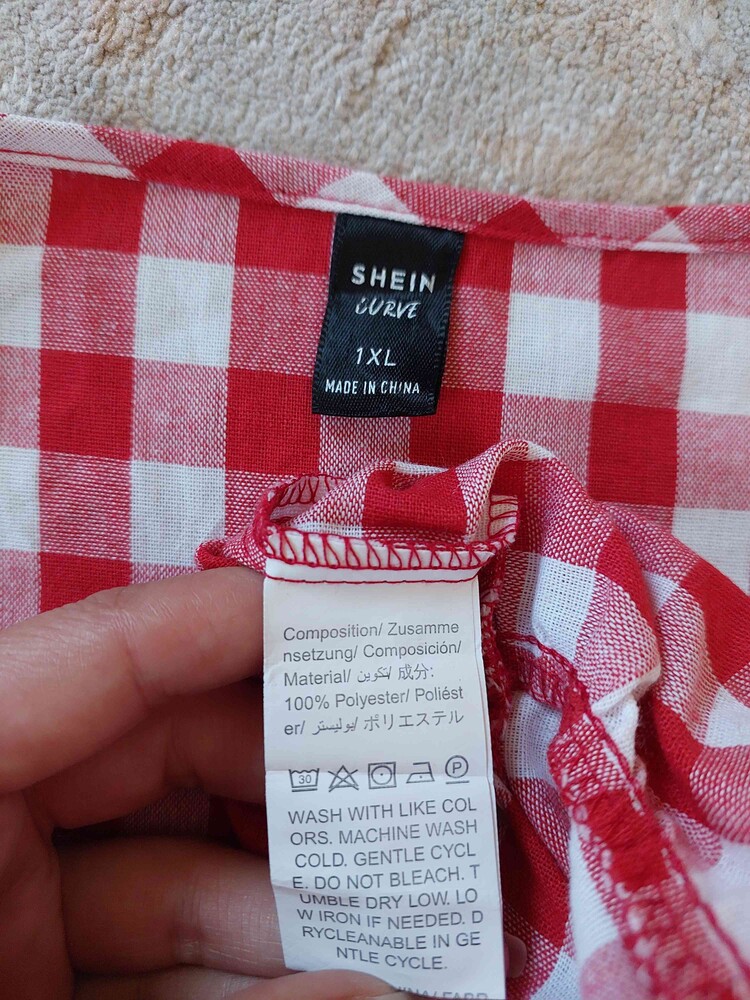 SHEIN
CURVE
1XL
MADE IN CHINA
Composition/ Zusamme
nsetzung/ Composición/
Material/ تكوين/ 成分:
100% Polyester/ Poliést
er/ بوليستر/ ポリエステル
30
P
WASH WITH LIKE COL
ORS. MACHINE WASH
COLD. GENTLE CYCL
E. DO NOT BLEACH. T
UMBLE DRY LOW. LO
W IRON IF NEEDED. D
RYCLEANABLE IN GE
NTLE CYCLE.